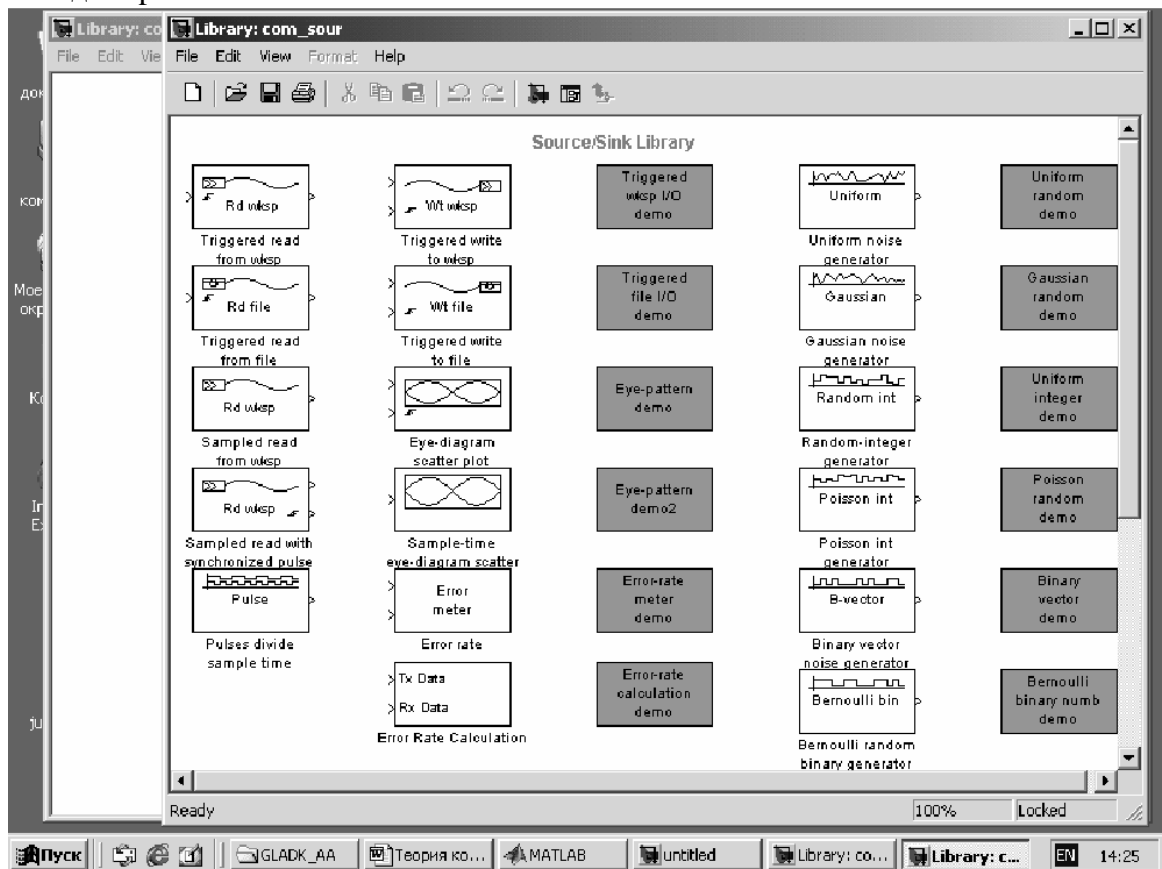 Library: co
File Edit Vie
Library: com_sour
File Edit View Format Help
Source/Sink Library
Rd wksp
Triggered read
from wksp
Wt wksp
Triggered write
to wksp
Triggered
wksp I/O
demo
Uniform
Uniform noise
generator
Uniform
random
demo
Rd file
Triggered read
from file
Wt file
Triggered write
to file
Triggered
file I/O
demo
Gaussian
Gaussian noise
generator
Gaussian
random
demo
Rd wksp
Sampled read
from wksp
Eye-diagram
scatter plot
Eye-pattern
demo
Random int
Random-integer
generator
Uniform
integer
demo
Rd wksp
Sampled read with
synchronized pulse
Sample-time
eye-diagram scatter
Eye-pattern
demo2
Poisson int
Poisson int
generator
Poisson
random
demo
Pulse
Pulses divide
sample time
Error
meter
Error rate
Error-rate
meter
demo
B-vector
Binary vector
noise generator
Binary
vector
demo
Tx Data
Rx Data
Error Rate Calculation
Error-rate
calculation
demo
Bernoulli bin
Bernoulli random
binary generator
Bernoulli
binary numb
demo
Ready 100% Locked
док
ком
Мое
окр
Ко
In
Ex
ju
Пуск GLADK_AA Теория ко... MATLAB untitled Library: co... Library: c... EN 14:25